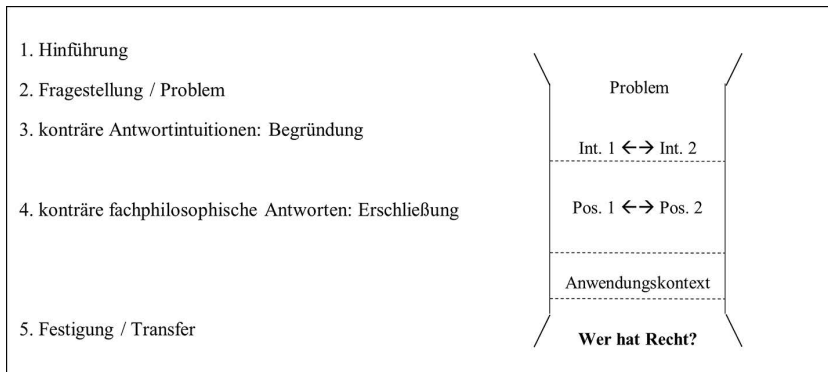 1. Hinführung
2. Fragestellung / Problem
3. konträre Antwortintuitionen: Begründung
4. konträre fachphilosophische Antworten: Erschließung
5. Festigung / Transfer
Problem
Int. 1 ←→ Int. 2
Pos. 1 ←→ Pos. 2
Anwendungskontext
Wer hat Recht?